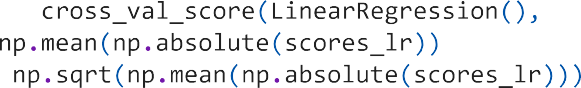 cross_val_score(LinearRegression(),
np.mean(np.absolute(scores_lr))
np.sqrt(np.mean(np.absolute(scores_lr)))